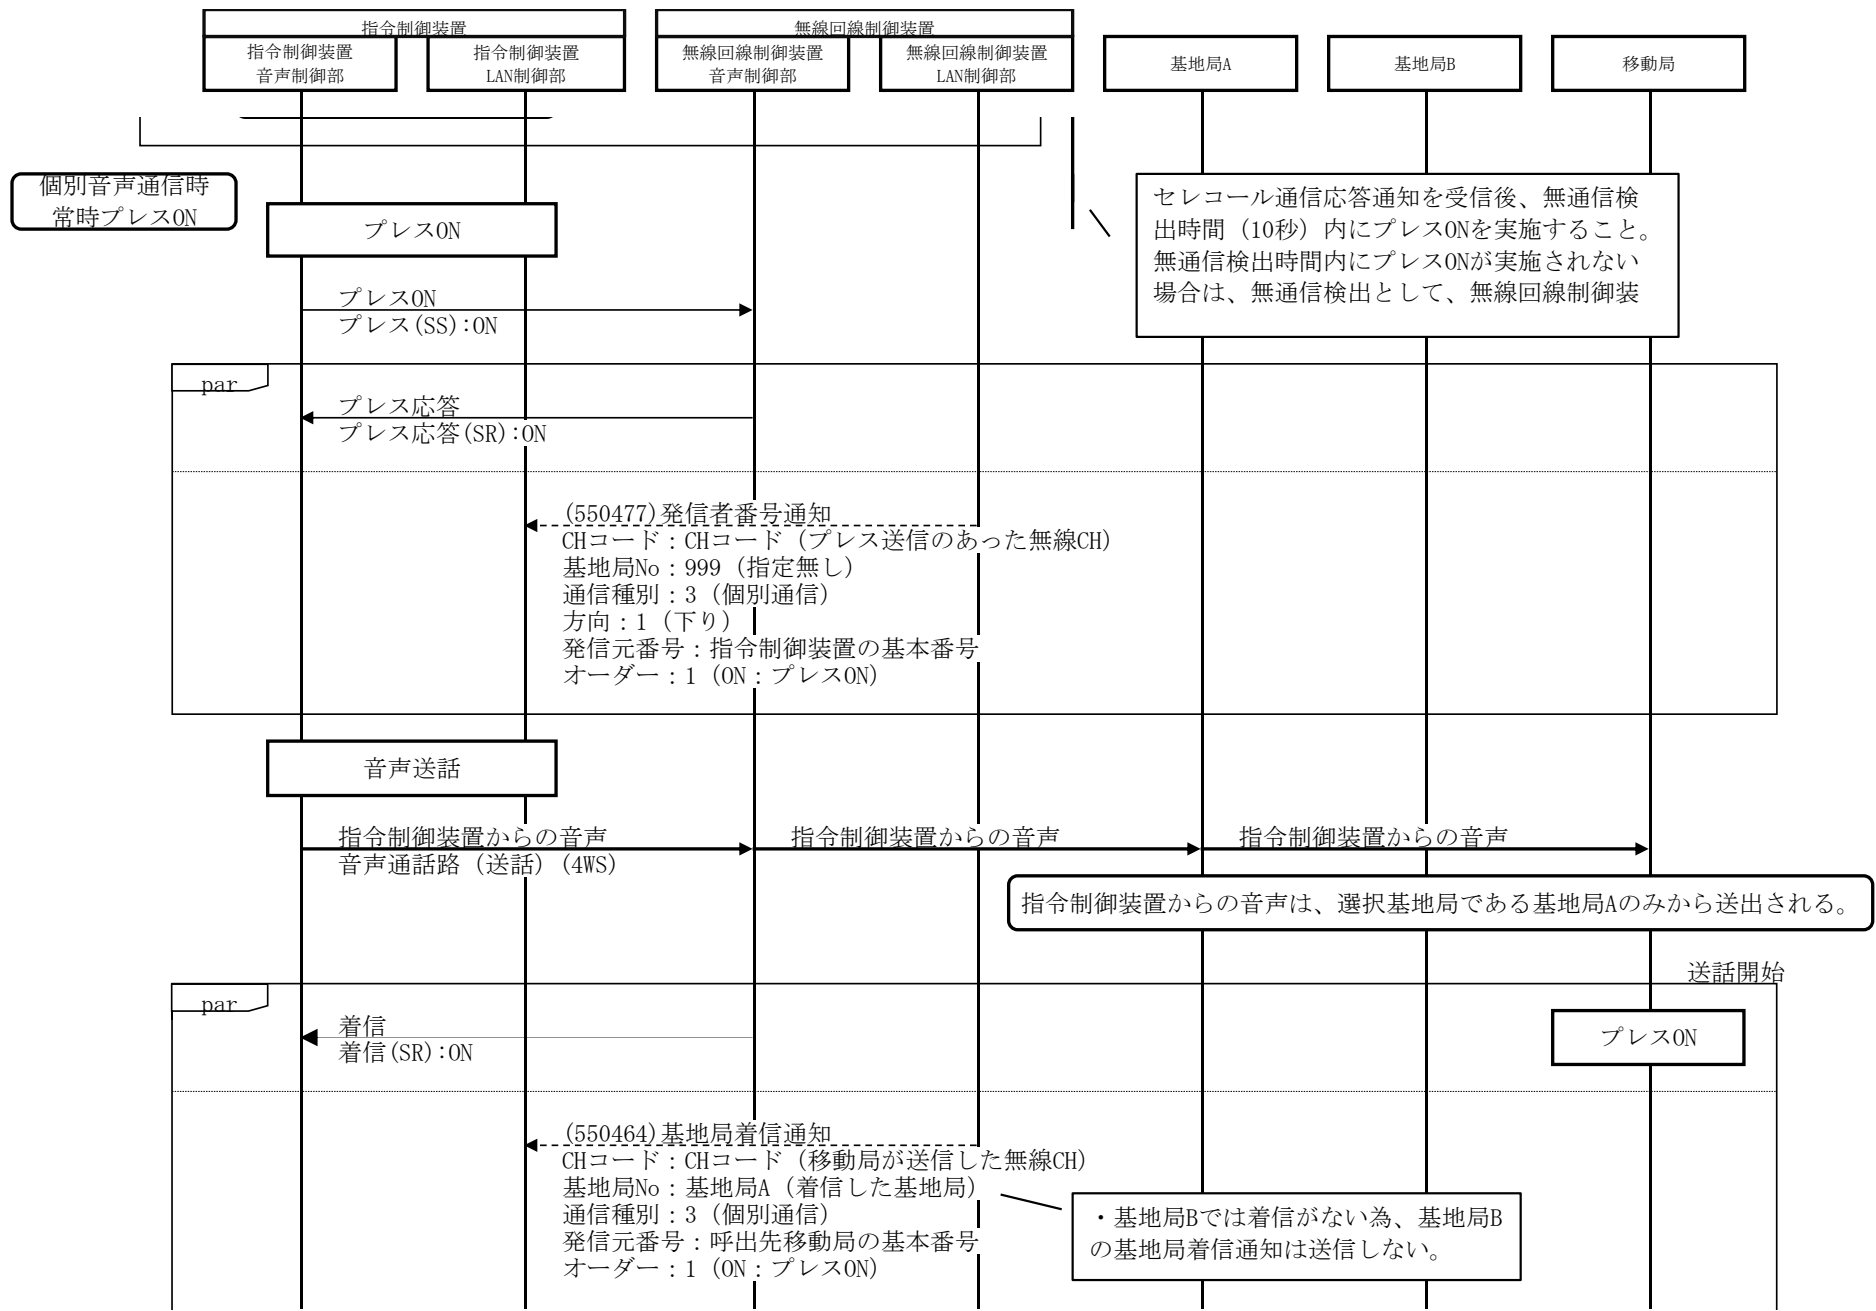 指令制御装置
無線回線制御装置
指令制御装置
音声制御部
指令制御装置
LAN制御部
無線回線制御装置
音声制御部
無線回線制御装置
LAN制御部
基地局A
基地局B
移動局
個別音声通信時
常時プレスON
プレスON
セレコール通信応答通知を受信後、無通信検
出時間（10秒）内にプレスONを実施すること。
無通信検出時間内にプレスONが実施されない
場合は、無通信検出として、無線回線制御装
プレスON
プレス(SS):ON
par
プレス応答
プレス応答(SR):ON
(550477)発信者番号通知
CHコード：CHコード（プレス送信のあった無線CH）
基地局No：999（指定無し）
通信種別：3（個別通信）
方向：1（下り）
発信元番号：指令制御装置の基本番号
オーダー：1（ON：プレスON）
音声送話
指令制御装置からの音声
音声通話路（送話）(4WS)
指令制御装置からの音声
指令制御装置からの音声
指令制御装置からの音声は、選択基地局である基地局Aのみから送出される。
送話開始
par
着信
着信(SR):ON
プレスON
(550464)基地局着信通知
CHコード：CHコード（移動局が送信した無線CH）
基地局No：基地局A（着信した基地局）
通信種別：3（個別通信）
発信元番号：呼出先移動局の基本番号
オーダー：1（ON：プレスON）
・基地局Bでは着信がない為、基地局B
の基地局着信通知は送信しない。